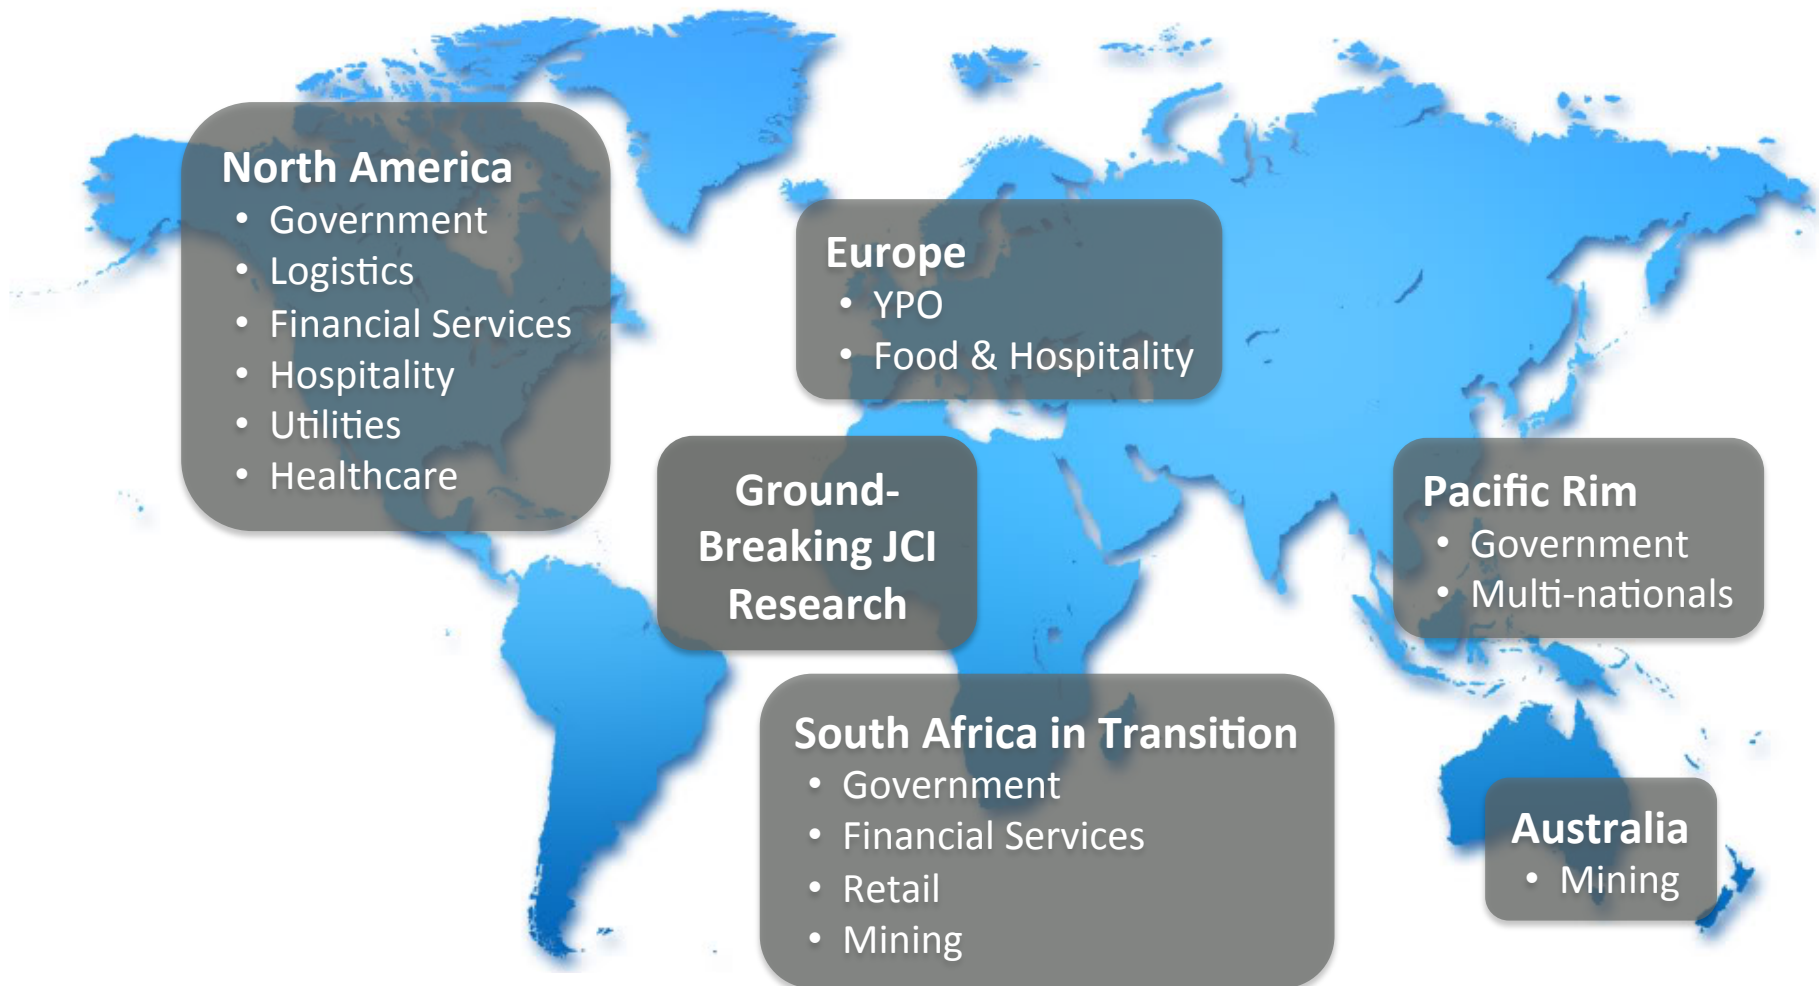 North America
• Government
• Logistics
• Financial Services
• Hospitality
• Utilities
• Healthcare
Europe
• YPO
• Food & Hospitality
Ground-
Breaking JCI
Research
Pacific Rim
• Government
• Multi-nationals
South Africa in Transition
• Government
• Financial Services
• Retail
• Mining
Australia
• Mining